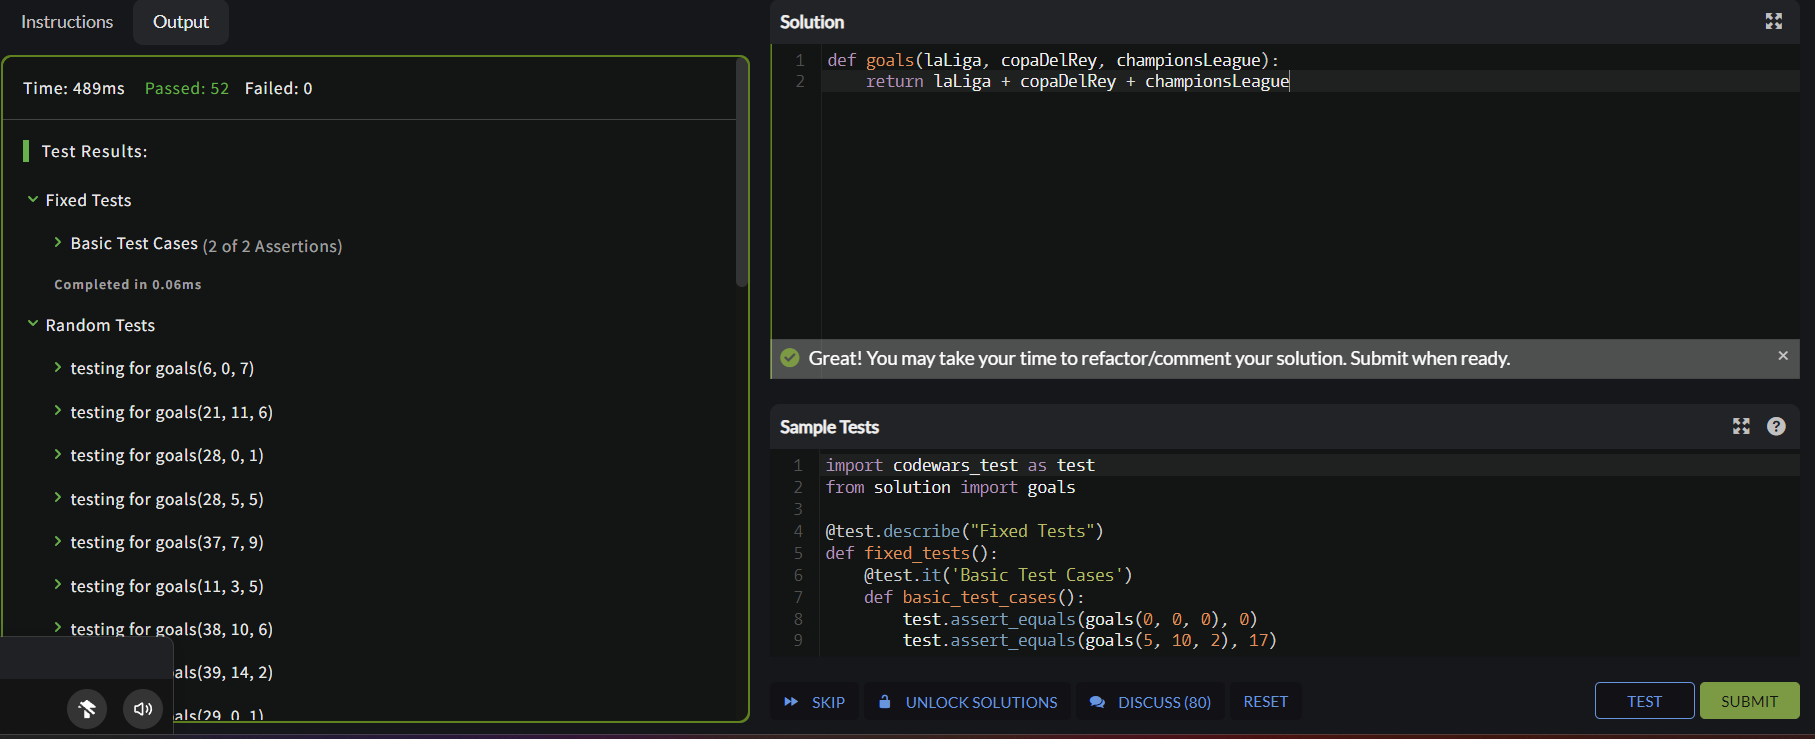 Instructions
Output
Time: 489ms Passed: 52 Failed: 0
Test Results:
Fixed Tests
Basic Test Cases (2 of 2 Assertions)
Completed in 0.06ms
Random Tests
testing for goals(6, 0, 7)
testing for goals(21, 11, 6)
testing for goals(28, 0, 1)
testing for goals(28, 5, 5)
testing for goals(37, 7, 9)
testing for goals(11, 3, 5)
testing for goals(38, 10, 6)
als(39, 14, 2)
als(29, 0, 1)
Solution
1 def goals(laLiga, copaDelRey, championsLeague):
2 return laLiga + copaDelRey + championsLeague
Great! You may take your time to refactor/comment your solution. Submit when ready.
Sample Tests
1 import codewars_test as test
2 from solution import goals
3
4 @test.describe("Fixed Tests")
5 def fixed_tests():
6 @test.it('Basic Test Cases')
7 def basic_test_cases():
8 test.assert_equals(goals(0, 0, 0), 0)
9 test.assert_equals(goals(5, 10, 2), 17)
SKIP
UNLOCK SOLUTIONS
DISCUSS (80)
RESET
TEST
SUBMIT